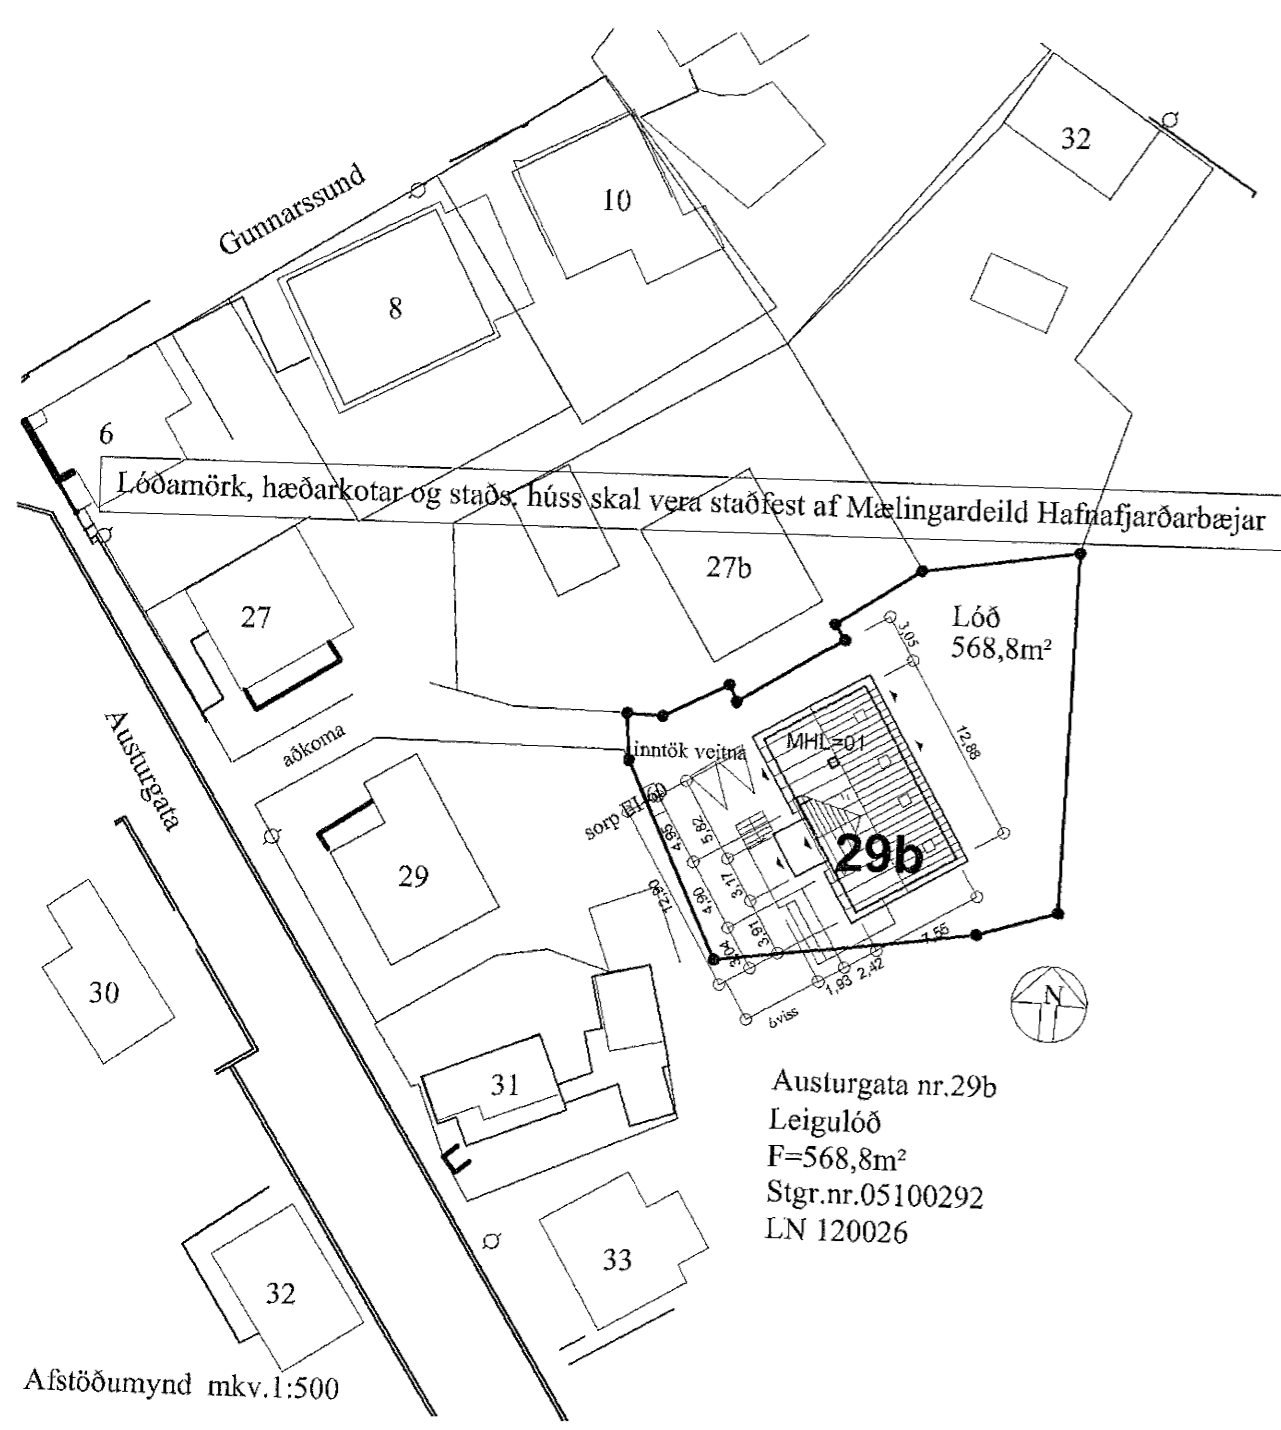 32
10
Gunnarssund
8
6
Lóðamörk, hæðarkotar og staðs. húss skal vera staðfest af Mælingardeild Hafnafjarðarbæjar
27b
27
Lóð
568,8m²
3,05
12,88
Austurgata
aðkoma
inntök veitna
MHL=01
sorp EI 60
4,95
5,82
29b
29
3,17
4,90
12,90
3,91
7,55
2,42
1,93
óviss
30
N
31
Austurgata nr.29b
Leigulóð
F=568,8m²
Stgr.nr.05100292
LN 120026
33
32
Afstöðumynd mkv.1:500